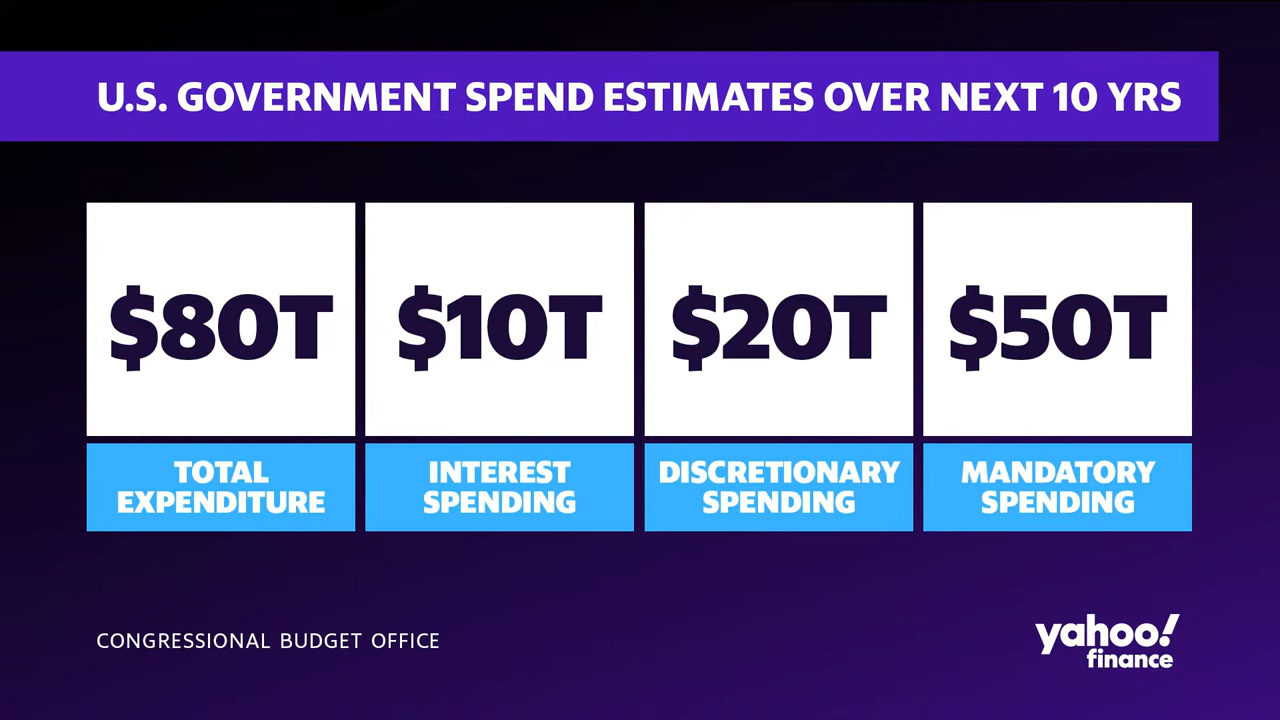 U.S. GOVERNMENT SPEND ESTIMATES OVER NEXT 10 YRS
$80T
TOTAL
EXPENDITURE
$10T
INTEREST
SPENDING
$20T
DISCRETIONARY
SPENDING
$50T
MANDATORY
SPENDING
CONGRESSIONAL BUDGET OFFICE
yahoo!
finance